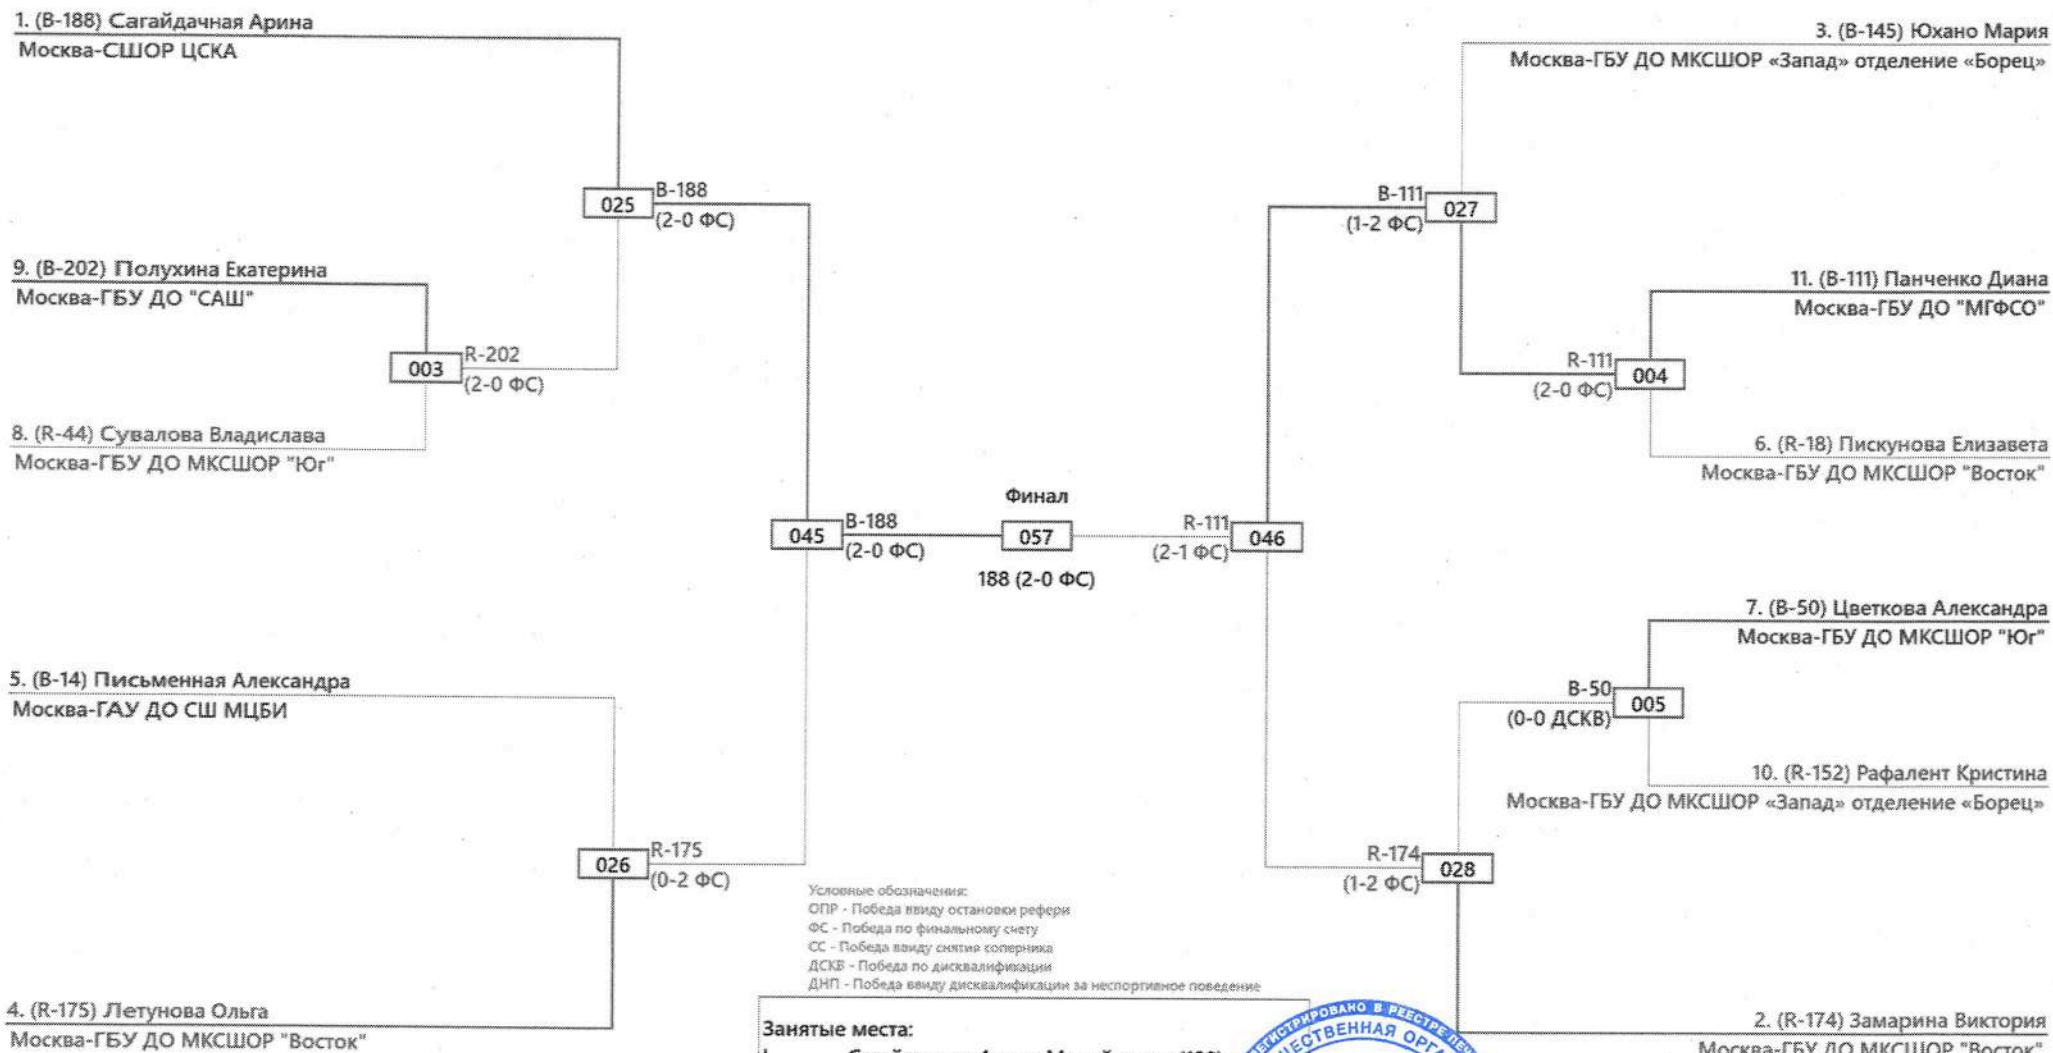 1. (B-188) Сагайдачная Арина
Москва-СШОР ЦСКА
3. (B-145) Юхано Мария
Москва-ГБУ ДО МКСШОР «Запад» отделение «Борец»
025
B-188
(2-0 ФС)
B-111
(1-2 ФС)
027
9. (B-202) Полухина Екатерина
Москва-ГБУ ДО "САШ"
11. (B-111) Панченко Диана
Москва-ГБУ ДО "МГФСО"
003
R-202
(2-0 ФС)
R-111
(2-0 ФС)
004
8. (R-44) Сувалова Владислава
Москва-ГБУ ДО МКСШОР "Юг"
6. (R-18) Пискунова Елизавета
Москва-ГБУ ДО МКСШОР "Восток"
Финал
045
B-188
(2-0 ФС)
057
188 (2-0 ФС)
R-111
(2-1 ФС)
046
7. (B-50) Цветкова Александра
Москва-ГБУ ДО МКСШОР "Юг"
5. (B-14) Письменная Александра
Москва-ГАУ ДО СШ МЦБИ
B-50
(0-0 ДСКВ)
005
10. (R-152) Рафалент Кристина
Москва-ГБУ ДО МКСШОР «Запад» отделение «Борец»
026
R-175
(0-2 ФС)
R-174
(1-2 ФС)
028
Условные обозначения:
ОПР - Победа ввиду остановки рефери
ФС - Победа по финальному счету
СС - Победа ввиду снятия соперника
ДСКВ - Победа по дисквалификации
ДНП - Победа ввиду дисквалификации за неспортивное поведение
4. (R-175) Летунова Ольга
Москва-ГБУ ДО МКСШОР "Восток"
Занятые места:
2. (R-174) Замарина Виктория
Москва-ГБУ ДО МКСШОР "Восток"